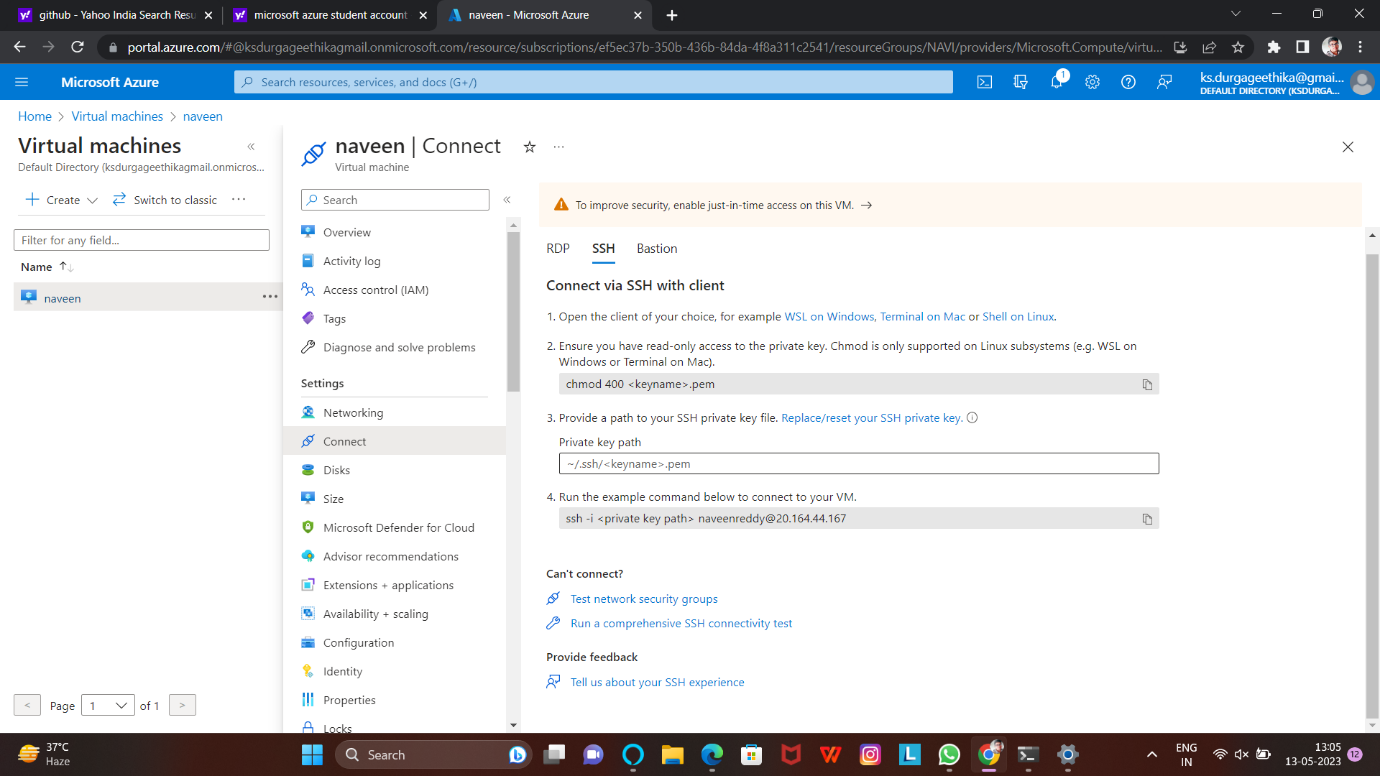 github - Yahoo India Search Resu
microsoft azure student account
naveen - Microsoft Azure
portal.azure.com/#@ksdurgageethikagmail.onmicrosoft.com/resource/subscriptions/ef5ec37b-350b-436b-84da-4f8a311c2541/resourceGroups/NAVI/providers/Microsoft.Compute/virtu...
Microsoft Azure
Search resources, services, and docs (G+/)
1
ks.durgageethika@gmai...
DEFAULT DIRECTORY (KSDURGA...
Home > Virtual machines > naveen
Virtual machines
Default Directory (ksdurgageethikagmail.onmicros...
Create
Switch to classic
Filter for any field...
Name
naveen
Page 1 of 1
naveen | Connect
Virtual machine
Search
Overview
Activity log
Access control (IAM)
Tags
Diagnose and solve problems
Settings
Networking
Connect
Disks
Size
Microsoft Defender for Cloud
Advisor recommendations
Extensions + applications
Availability + scaling
Configuration
Identity
Properties
Locks
To improve security, enable just-in-time access on this VM. →
RDP SSH Bastion
Connect via SSH with client
1. Open the client of your choice, for example WSL on Windows, Terminal on Mac or Shell on Linux.
2. Ensure you have read-only access to the private key. Chmod is only supported on Linux subsystems (e.g. WSL on
Windows or Terminal on Mac).
chmod 400 <keyname>.pem
3. Provide a path to your SSH private key file. Replace/reset your SSH private key.
Private key path
~/.ssh/<keyname>.pem
4. Run the example command below to connect to your VM.
ssh -i <private key path> naveenreddy@20.164.44.167
Can't connect?
Test network security groups
Run a comprehensive SSH connectivity test
Provide feedback
Tell us about your SSH experience
37°C
Haze
Search
ENG
IN
13:05
13-05-2023
12